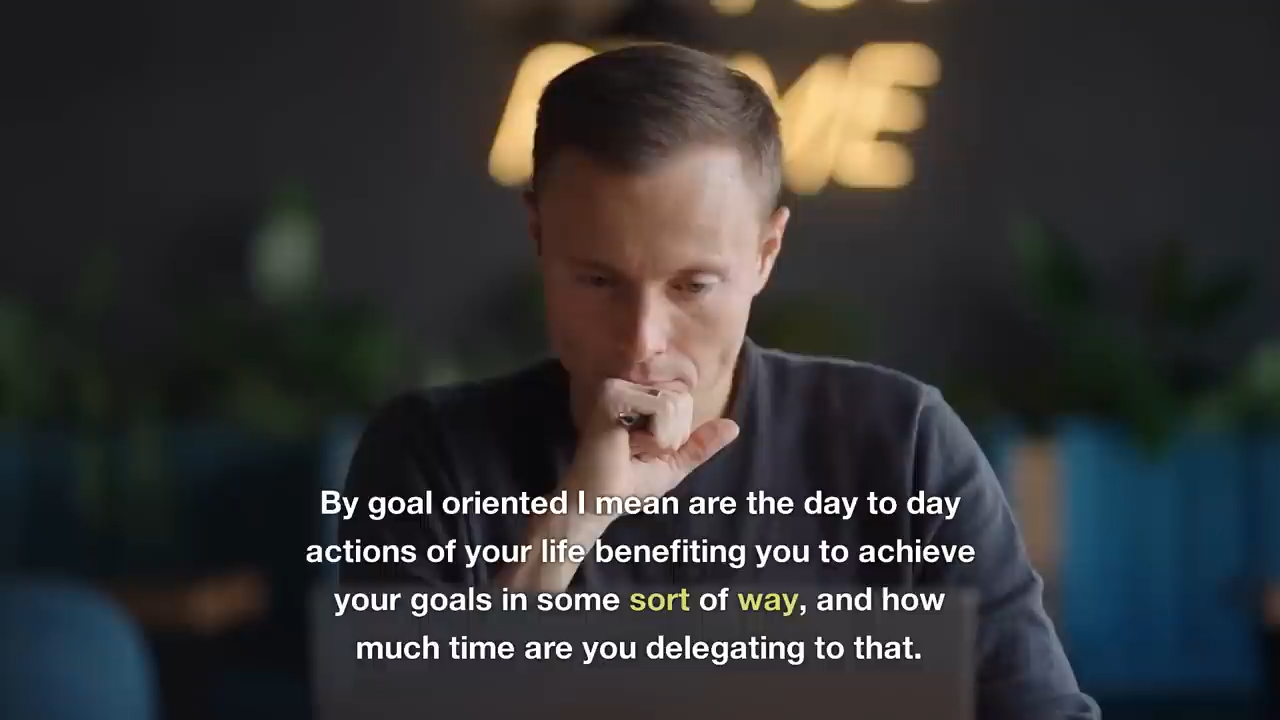 By goal oriented I mean are the day to day
actions of your life benefiting you to achieve
your goals in some sort of way, and how
much time are you delegating to that.